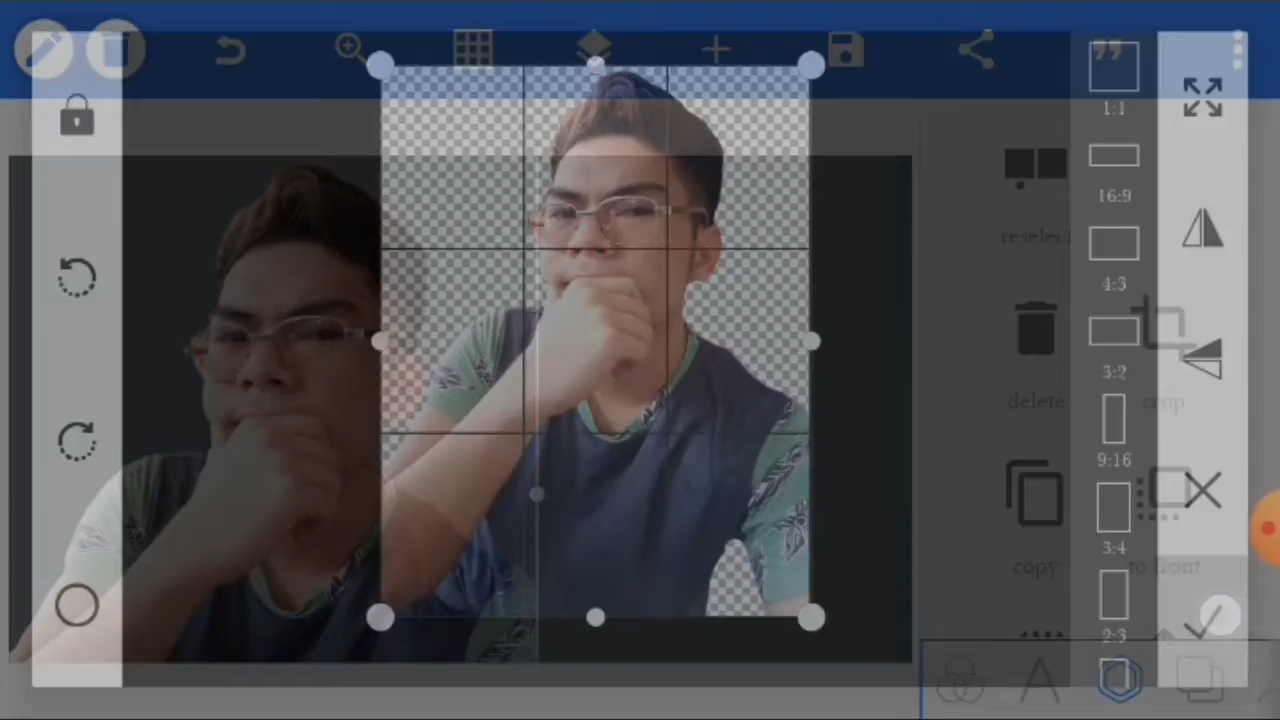 1:1
16:9
4:3
3:2
9:16
3:4
2:3
reselect
delete
crop
copy
to front